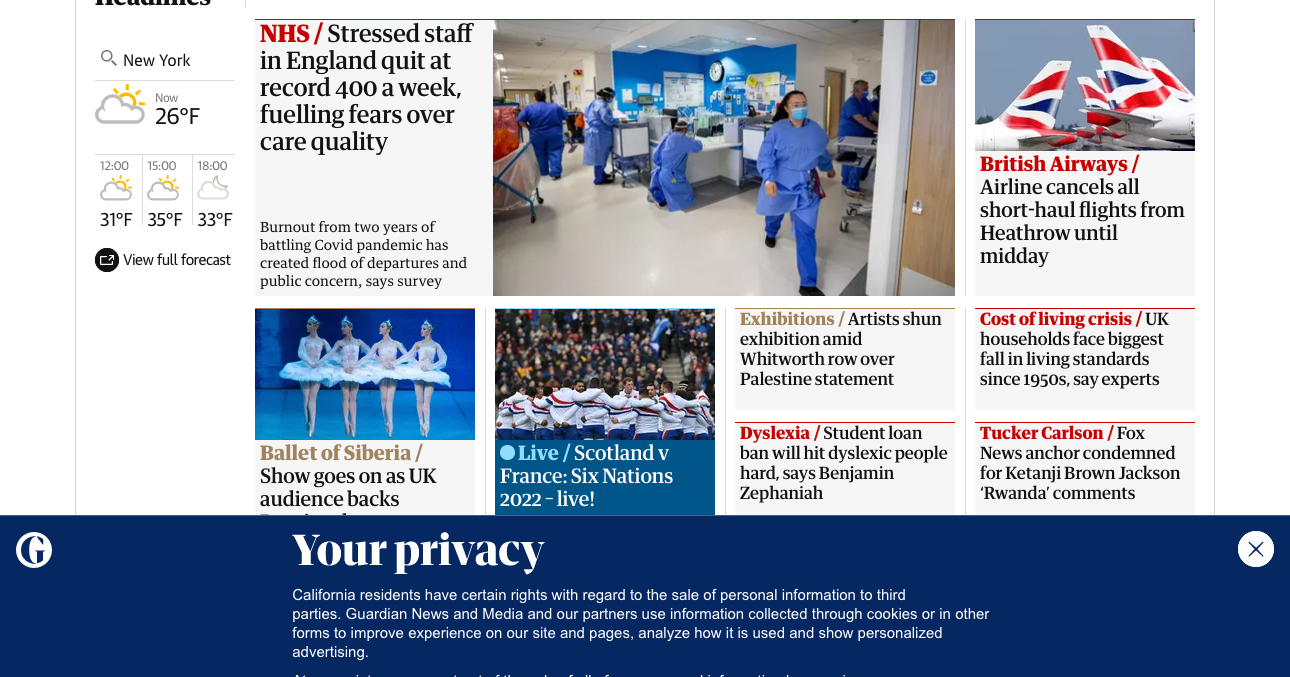 Headlines
New York
Now
26°F
12:00
15:00
18:00
31°F
35°F
33°F
View full forecast
NHS / Stressed staff
in England quit at
record 400 a week,
fuelling fears over
care quality
Burnout from two years of
battling Covid pandemic has
created flood of departures and
public concern, says survey
British Airways /
Airline cancels all
short-haul flights from
Heathrow until
midday
Ballet of Siberia /
Show goes on as UK
audience backs
Live / Scotland v
France: Six Nations
2022 – live!
Exhibitions / Artists shun
exhibition amid
Whitworth row over
Palestine statement
Cost of living crisis / UK
households face biggest
fall in living standards
since 1950s, say experts
Dyslexia / Student loan
ban will hit dyslexic people
hard, says Benjamin
Zephaniah
Tucker Carlson / Fox
News anchor condemned
for Ketanji Brown Jackson
‘Rwanda’ comments
Your privacy
California residents have certain rights with regard to the sale of personal information to third
parties. Guardian News and Media and our partners use information collected through cookies or in other
forms to improve experience on our site and pages, analyze how it is used and show personalized
advertising.